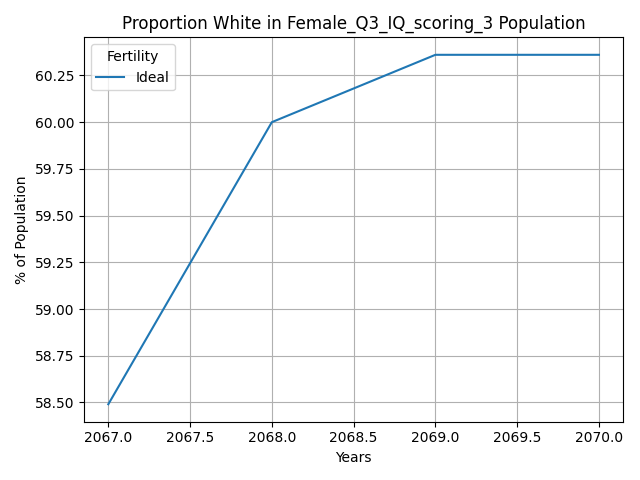 Proportion White in Female_Q3_IQ_scoring_3 Population
Fertility
Ideal
% of Population
60.25
60.00
59.75
59.50
59.25
59.00
58.75
58.50
2067.0 2067.5 2068.0 2068.5 2069.0 2069.5 2070.0
Years